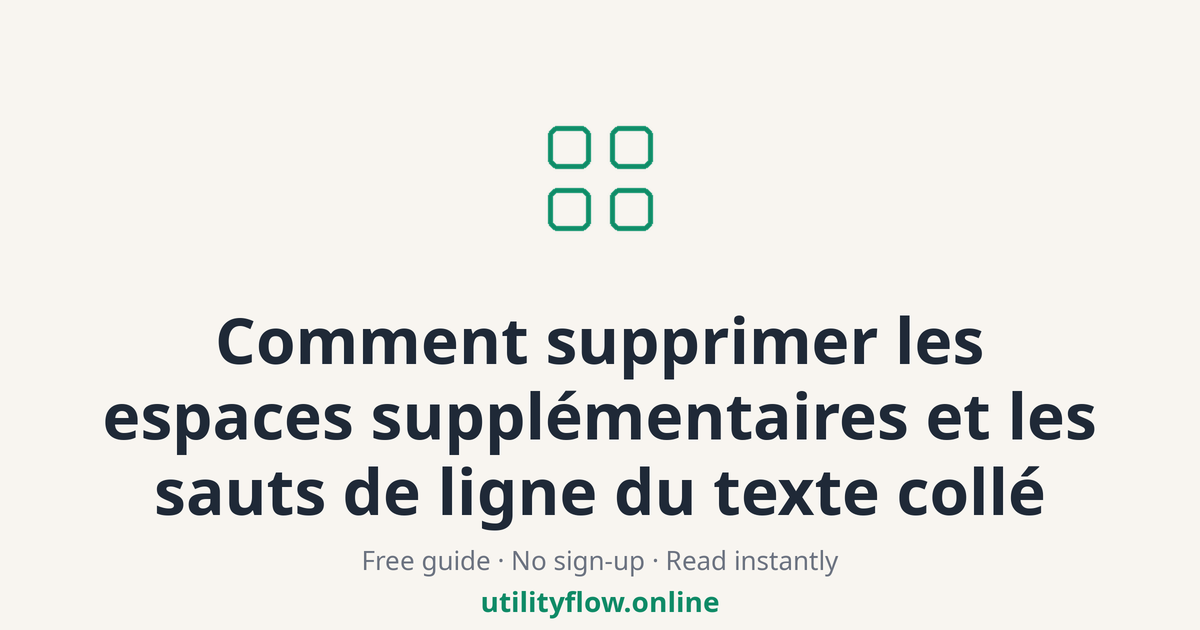 Comment supprimer les
espaces supplémentaires et les
sauts de ligne du texte collé
Free guide · No sign-up · Read instantly
utilityflow.online